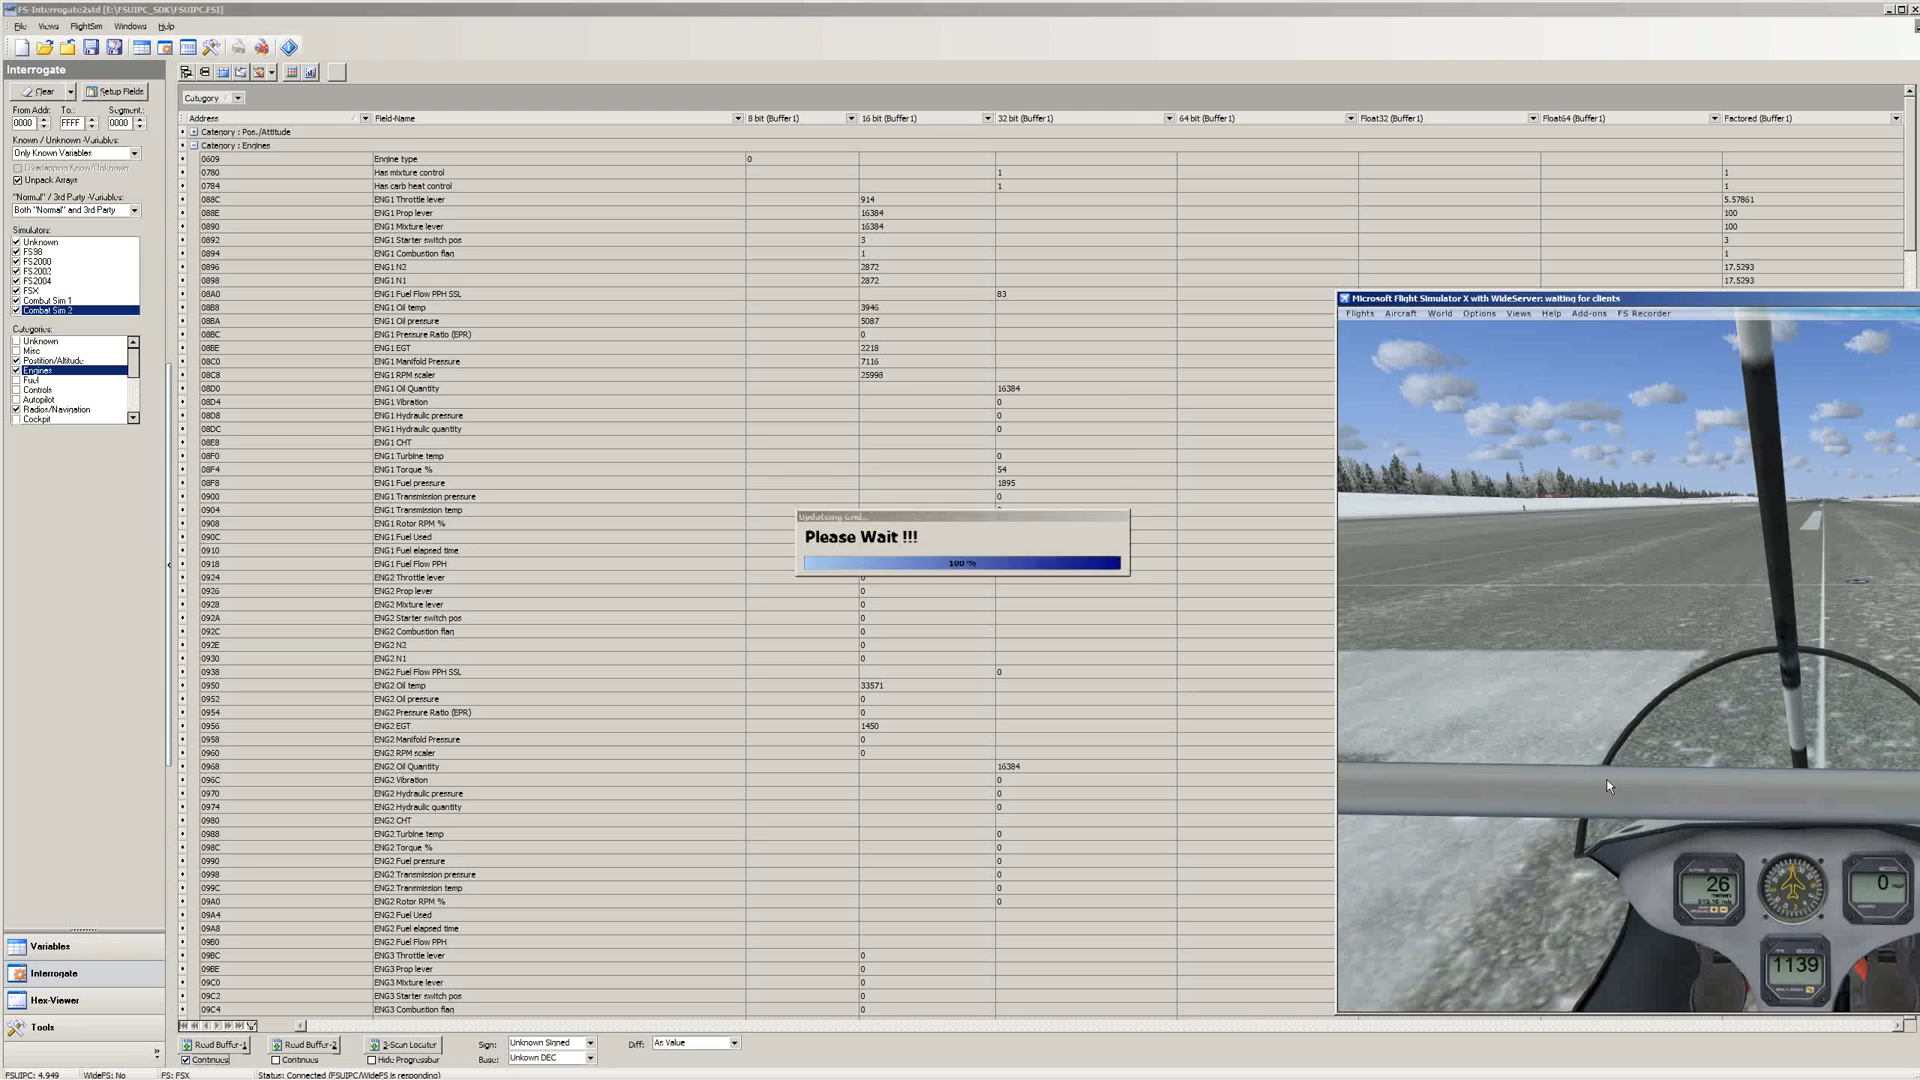 FS-Interrogate2std [E:\FSUIPC_SDK\FSUIPC.FSI]
File Views FlightSim Windows Help
Interrogate
Clear Setup Fields
From Addr: To: Segment:
0000 FFFF 0000
Known / Unknown -Variables:
Only Known Variables
Unpack Arrays
"Normal" / 3rd Party -Variables:
Both "Normal" and 3rd Party
Simulators:
Unknown
FS98
FS2000
FS2002
FS2004
FSX
Combat Sim 1
Combat Sim 2
Categories:
Unknown
Misc
Postition/Altitude
Engines
Fuel
Controls
Autopilot
Radios/Navigation
Cockpit
Variables
Interrogate
Hex-Viewer
Tools
Category
Address Field-Name 8 bit (Buffer1) 16 bit (Buffer1) 32 bit (Buffer1) 64 bit (Buffer1) Float32 (Buffer1) Float64 (Buffer1) Factored (Buffer1)
Category : Pos./Attitude
Category : Engines
0609 Engine type 0
0780 Has mixture control 1 1
0784 Has carb heat control 1 1
088C ENG1 Throttle lever 914 5.57861
088E ENG1 Prop lever 16384 100
0890 ENG1 Mixture lever 16384 100
0892 ENG1 Starter switch pos 3 3
0894 ENG1 Combustion flag 1 1
0896 ENG1 N2 2872 17.5293
0898 ENG1 N1 2872 17.5293
08A0 ENG1 Fuel Flow PPH SSL 83
08B8 ENG1 Oil temp 3946
08BA ENG1 Oil pressure 5087
08BC ENG1 Pressure Ratio (EPR) 0
08BE ENG1 EGT 2218
08C0 ENG1 Manifold Pressure 7116
08C8 ENG1 RPM scaler 25998
08D0 ENG1 Oil Quantity 16384
08D4 ENG1 Vibration 0
08D8 ENG1 Hydraulic pressure 0
08DC ENG1 Hydraulic quantity 0
08E8 ENG1 CHT
08F0 ENG1 Turbine temp 0
08F4 ENG1 Torque % 54
08F8 ENG1 Fuel pressure 1895
0900 ENG1 Transmission pressure 0
0904 ENG1 Transmission temp
0908 ENG1 Rotor RPM %
090C ENG1 Fuel Used
0910 ENG1 Fuel elapsed time
0918 ENG1 Fuel Flow PPH
0924 ENG2 Throttle lever 0
0926 ENG2 Prop lever 0
0928 ENG2 Mixture lever 0
092A ENG2 Starter switch pos 0
092C ENG2 Combustion flag 0
092E ENG2 N2 0
0930 ENG2 N1 0
0938 ENG2 Fuel Flow PPH SSL 0
0950 ENG2 Oil temp 33571
0952 ENG2 Oil pressure 0
0954 ENG2 Pressure Ratio (EPR) 0
0956 ENG2 EGT 1450
0958 ENG2 Manifold Pressure 0
0960 ENG2 RPM scaler 0
0968 ENG2 Oil Quantity 16384
096C ENG2 Vibration 0
0970 ENG2 Hydraulic pressure 0
0974 ENG2 Hydraulic quantity 0
0980 ENG2 CHT
0988 ENG2 Turbine temp 0
098C ENG2 Torque % 0
0990 ENG2 Fuel pressure 0
0998 ENG2 Transmission pressure 0
099C ENG2 Transmission temp 0
09A0 ENG2 Rotor RPM % 0
09A4 ENG2 Fuel Used
09A8 ENG2 Fuel elapsed time
09B0 ENG2 Fuel Flow PPH
09BC ENG3 Throttle lever 0
09BE ENG3 Prop lever 0
09C0 ENG3 Mixture lever 0
09C2 ENG3 Starter switch pos 0
09C4 ENG3 Combustion flag 0
Updating Grid...
Please Wait !!!
100 %
Microsoft Flight Simulator X with WideServer: waiting for clients
Flights Aircraft World Options Views Help Add-ons FS Recorder
26
meters
0
1139
Read Buffer-1 Read Buffer-2 2-Scan Locator Sign: Unknown Signed Diff: As Value
Continues Continues Hide Progressbar Base: Unkown DEC
FSUIPC: 4.949 WideFS: No FS: FSX Status: Connected (FSUIPC/WideFS is responding)